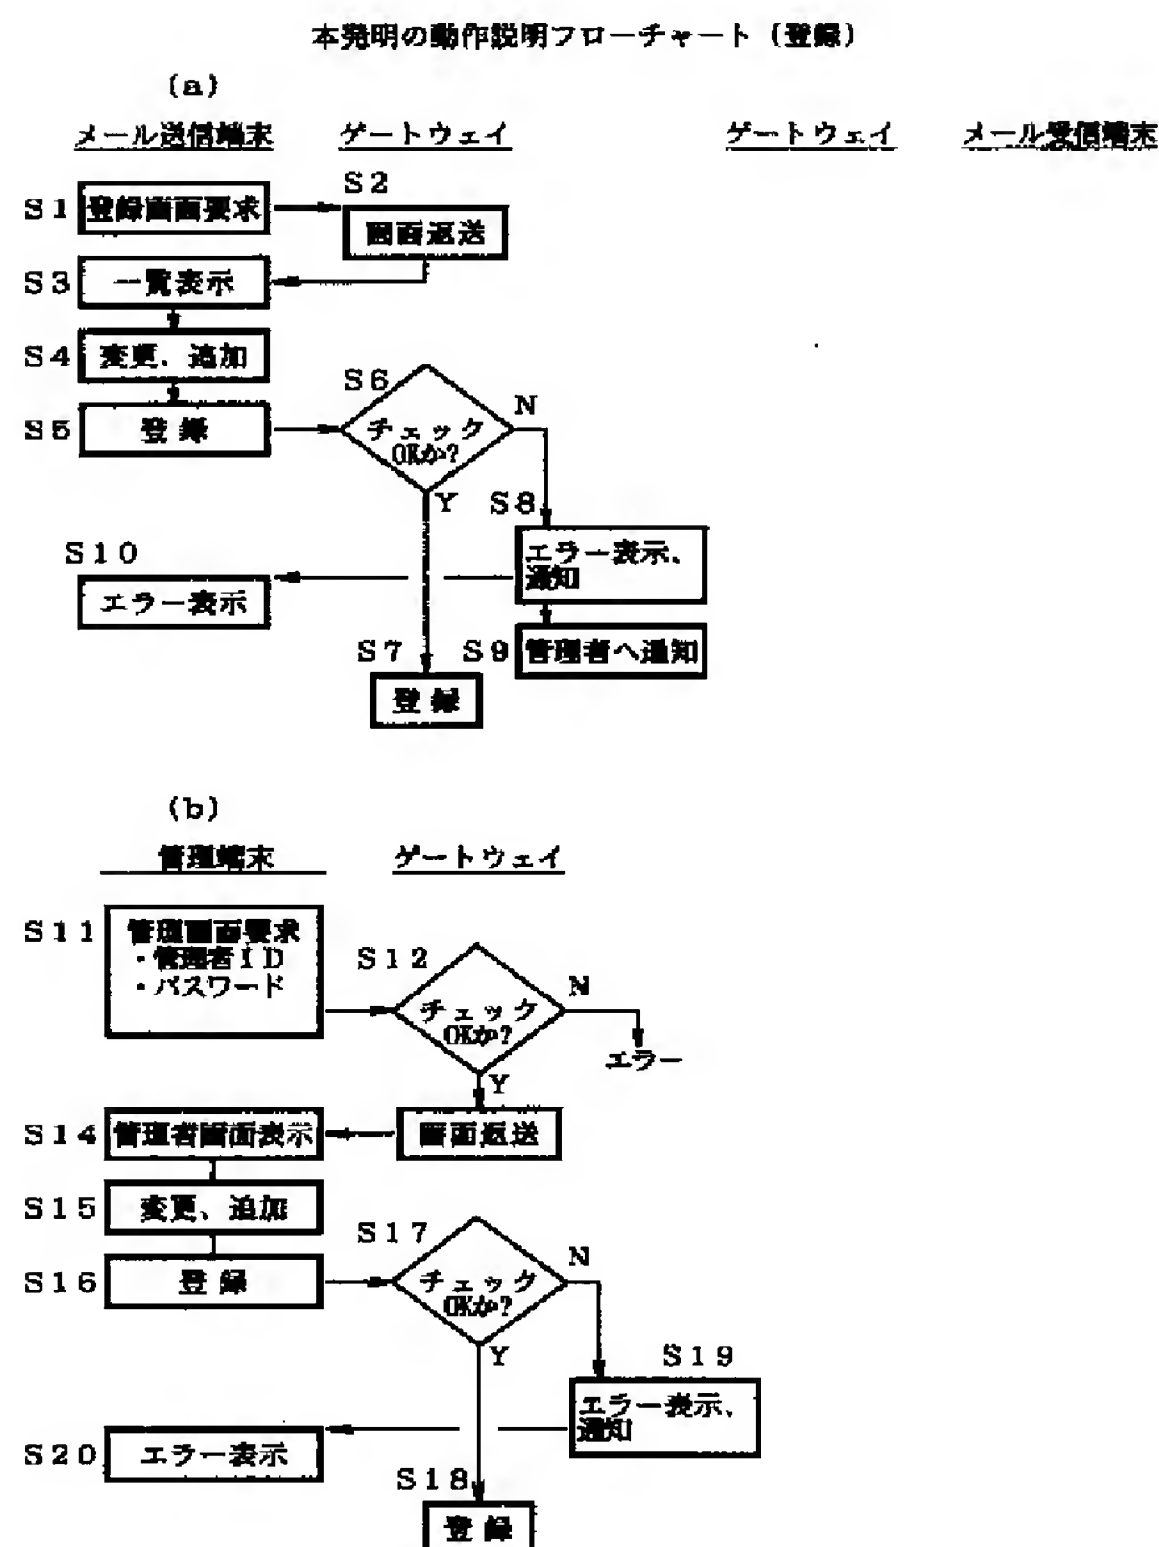 本発明の動作説明フローチャート（登録）
(a)
メール送信端末 ゲートウェイ ゲートウェイ メール受信端末
S2
S1 登録画面要求
画面返送
S3 一覧表示
S4 変更、追加
S6
N
S5 登録
チェック
OKか?
Y S8
S10
エラー表示、
通知
エラー表示
S7 登録
S9 管理者へ通知
(b)
管理端末 ゲートウェイ
S11 管理画面要求
・管理者ID
・パスワード
S12
チェック
OKか?
N
エラー
Y
S14 管理者画面表示 画面返送
S15 変更、追加
S17
N
S16 登録
チェック
OKか?
Y S19
エラー表示、
通知
S20 エラー表示
S18
登録